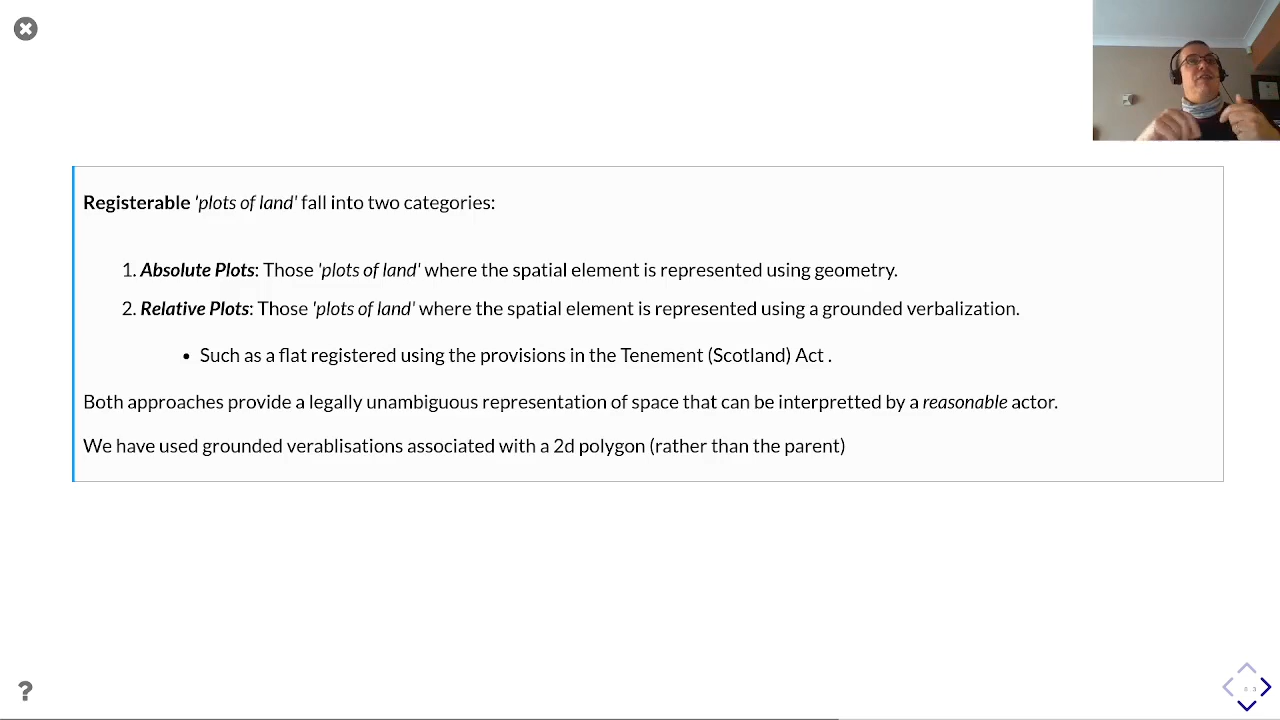 Registerable 'plots of land' fall into two categories:
1. Absolute Plots: Those 'plots of land' where the spatial element is represented using geometry.
2. Relative Plots: Those 'plots of land' where the spatial element is represented using a grounded verbalization.
• Such as a flat registered using the provisions in the Tenement (Scotland) Act .
Both approaches provide a legally unambiguous representation of space that can be interpretted by a reasonable actor.
We have used grounded verablisations associated with a 2d polygon (rather than the parent)
?
8.3